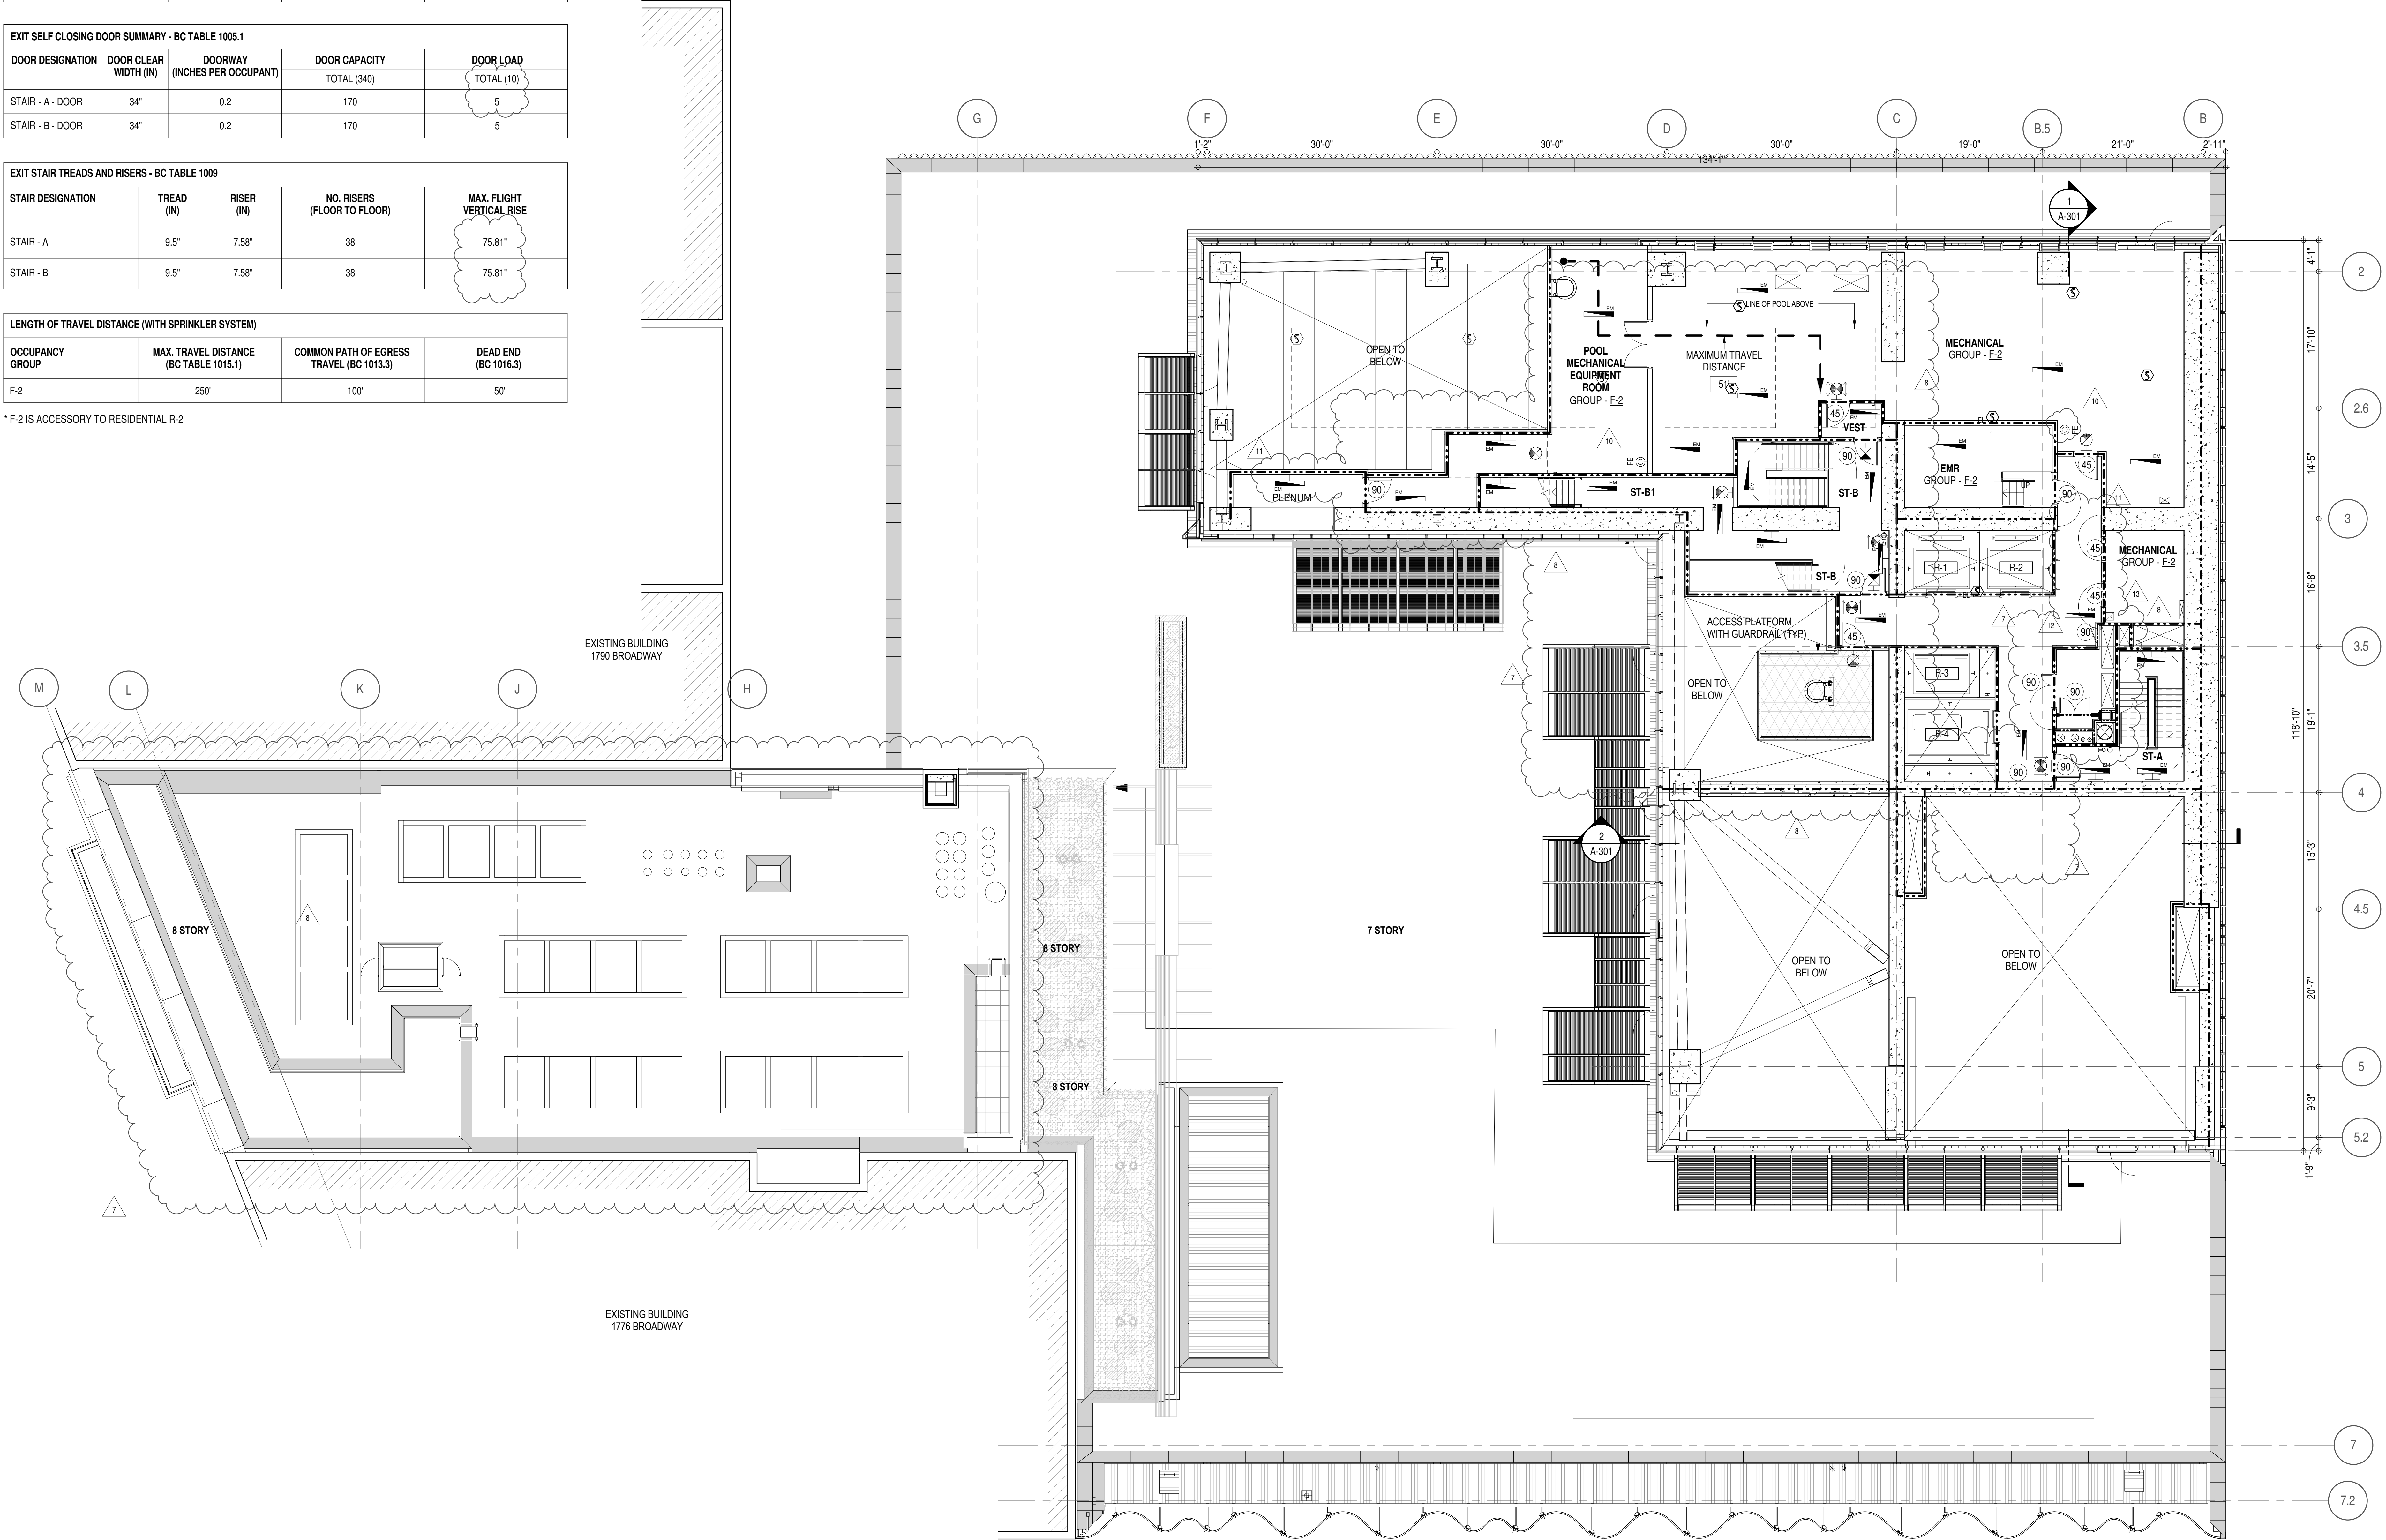 EXIT SELF CLOSING DOOR SUMMARY - BC TABLE 1005.1
DOOR DESIGNATION
DOOR CLEAR
WIDTH (IN)
DOORWAY
(INCHES PER OCCUPANT)
DOOR CAPACITY
DOOR LOAD
TOTAL (340)
TOTAL (10)
STAIR - A - DOOR 34" 0.2 170 5
STAIR - B - DOOR 34" 0.2 170 5
EXIT STAIR TREADS AND RISERS - BC TABLE 1009
STAIR DESIGNATION
TREAD
(IN)
RISER
(IN)
NO. RISERS
(FLOOR TO FLOOR)
MAX. FLIGHT
VERTICAL RISE
STAIR - A 9.5" 7.58" 38 75.81"
STAIR - B 9.5" 7.58" 38 75.81"
LENGTH OF TRAVEL DISTANCE (WITH SPRINKLER SYSTEM)
OCCUPANCY
GROUP
MAX. TRAVEL DISTANCE
(BC TABLE 1015.1)
COMMON PATH OF EGRESS
TRAVEL (BC 1013.3)
DEAD END
(BC 1016.3)
F-2 250' 100' 50'
* F-2 IS ACCESSORY TO RESIDENTIAL R-2
G F E D C B.5 B
1'-2" 30'-0" 30'-0" 30'-0" 19'-0" 21'-0" 2'-11"
134'-1"
1
A-301
LINE OF POOL ABOVE
OPEN TO
BELOW
POOL
MECHANICAL
EQUIPMENT
ROOM
GROUP - F-2
MAXIMUM TRAVEL
DISTANCE
51'
MECHANICAL
GROUP - F-2
VEST
EMR
GROUP - F-2
UP
PLENUM
ST-B1
ST-B
ST-B
R-1
R-2
MECHANICAL
GROUP - F-2
ACCESS PLATFORM
WITH GUARDRAIL (TYP)
OPEN TO
BELOW
R-3
R-4
ST-A
2
A-301
OPEN TO
BELOW
OPEN TO
BELOW
4'-1"
2
17'-10"
2.6
14'-5"
3
16'-8"
3.5
118'-10"
19'-1"
4
15'-3"
4.5
20'-7"
5
9'-3"
5.2
1'-9"
7
7.2
EXISTING BUILDING
1790 BROADWAY
M L K J H
8 STORY
8 STORY
8 STORY
7 STORY
EXISTING BUILDING
1776 BROADWAY